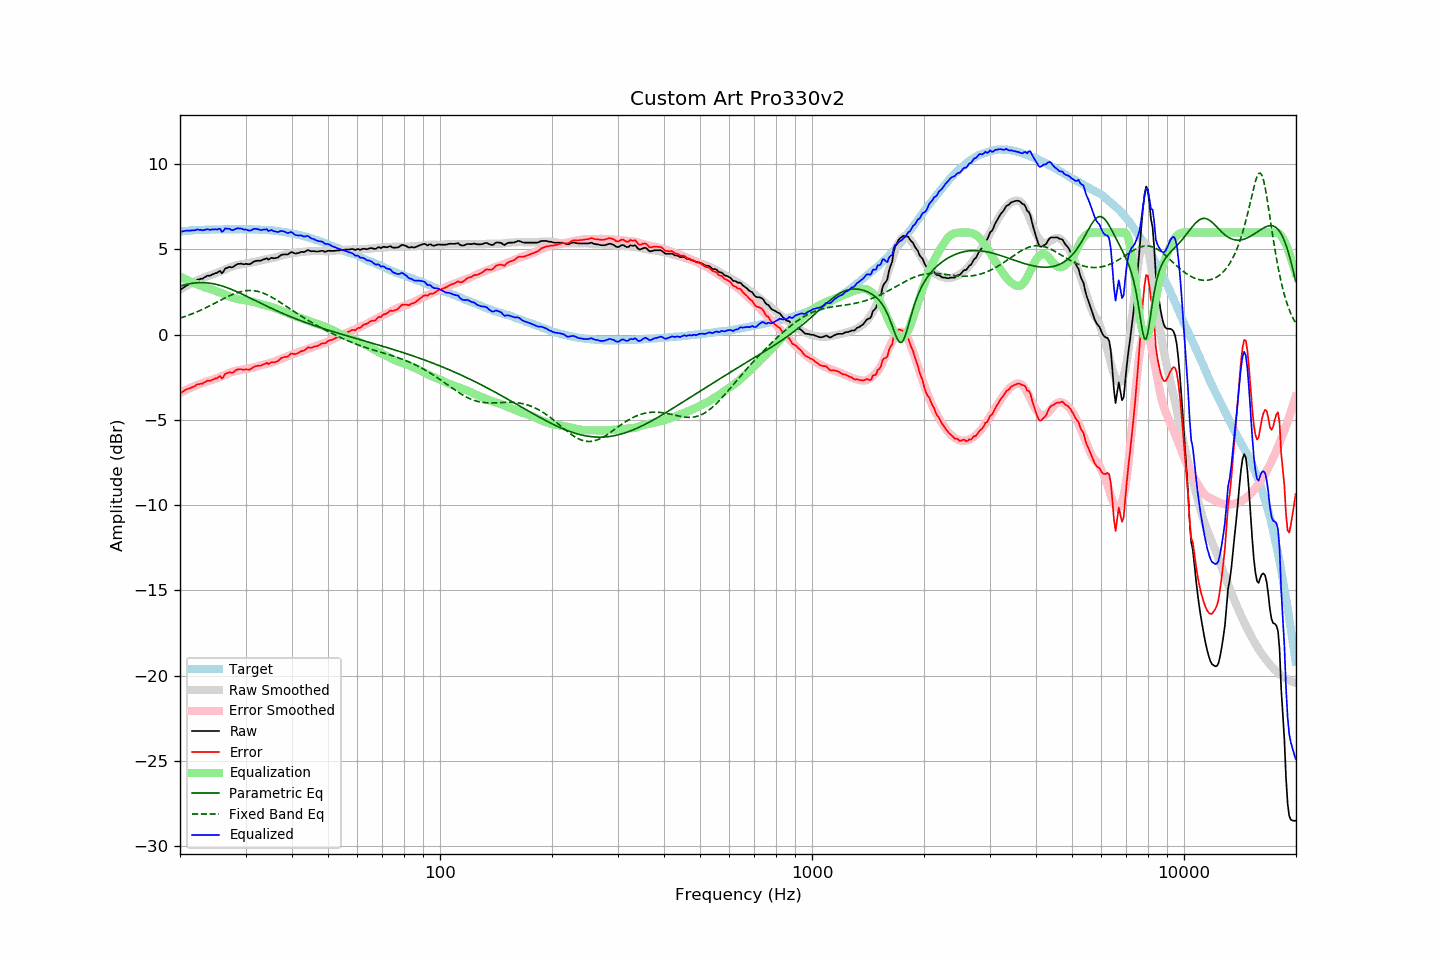 Custom Art Pro330v2
Amplitude (dBr)
10
5
0
−5
−10
−15
−20
−25
−30
Target
Raw Smoothed
Error Smoothed
Raw
Error
Equalization
Parametric Eq
Fixed Band Eq
Equalized
100
1000
10000
Frequency (Hz)